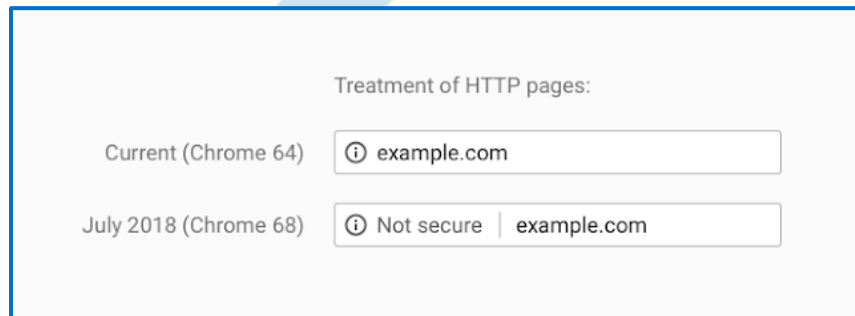 Treatment of HTTP pages:
Current (Chrome 64) example.com
July 2018 (Chrome 68) Not secure | example.com